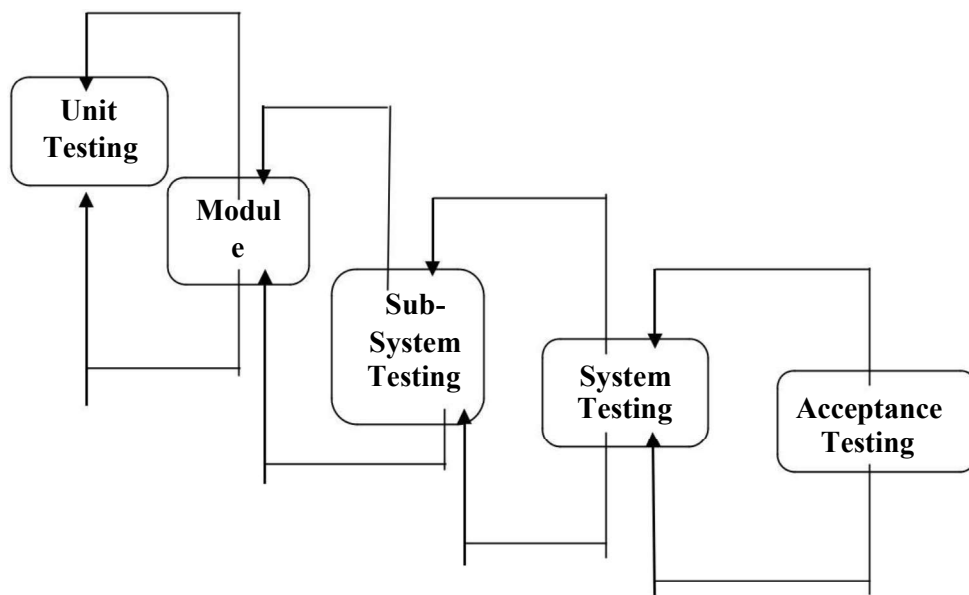 Unit
Testing
Modul
e
Sub-
System
Testing
System
Testing
Acceptance
Testing